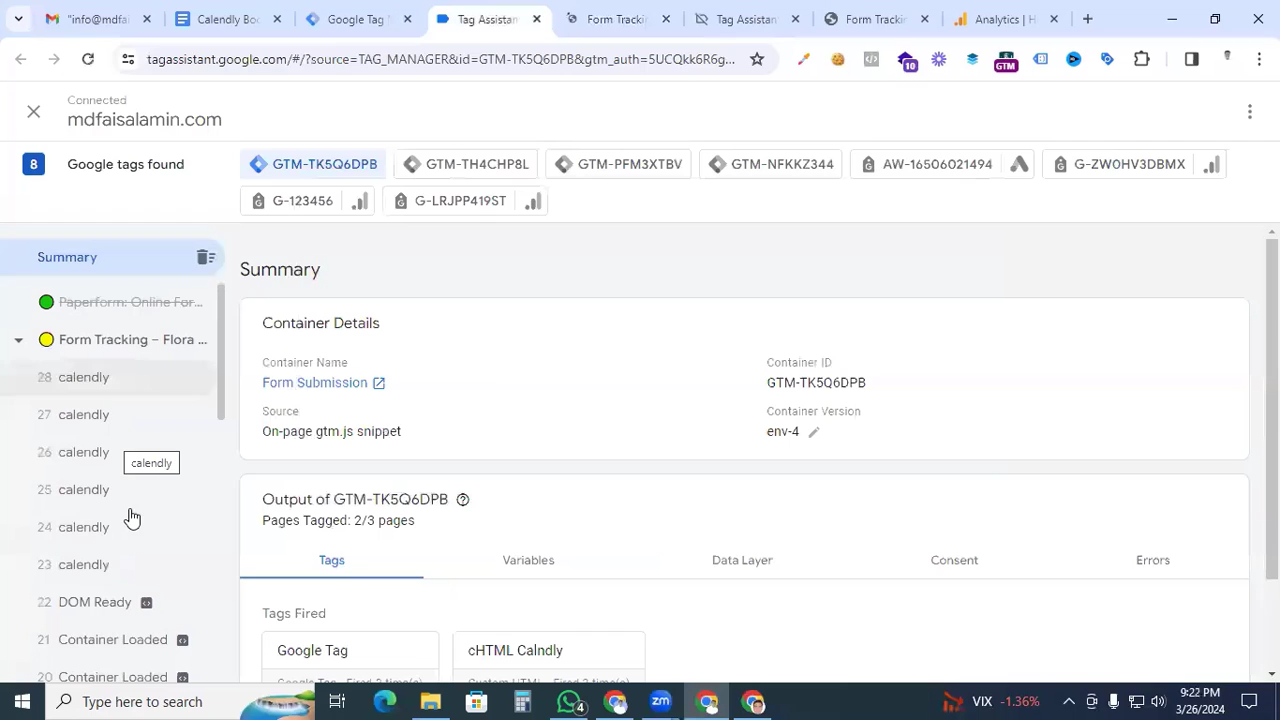 "info@mdfai
Calendly Boo
Google Tag
Tag Assistan
Form Trackin
Tag Assistan
Form Trackin
Analytics | H
tagassistant.google.com/#/?source=TAG_MANAGER&id=GTM-TK5Q6DPB&gtm_auth=5UCQkk6R6g...
10
GTM
Connected
mdfaisalamin.com
8
Google tags found
GTM-TK5Q6DPB
GTM-TH4CHP8L
GTM-PFM3XTBV
GTM-NFKKZ344
AW-16506021494
G-ZW0HV3DBMX
G-123456
G-LRJPP419ST
Summary
Paperform: Online For...
Form Tracking – Flora ...
28 calendly
27 calendly
26 calendly
calendly
25 calendly
24 calendly
23 calendly
22 DOM Ready
21 Container Loaded
20 Container Loaded
Summary
Container Details
Container Name
Form Submission
Container ID
GTM-TK5Q6DPB
Source
On-page gtm.js snippet
Container Version
env-4
Output of GTM-TK5Q6DPB
Pages Tagged: 2/3 pages
Tags
Variables
Data Layer
Consent
Errors
Tags Fired
Google Tag
cHTML Calndly
Type here to search
4
zm
VIX -1.36%
9:22 PM
3/26/2024